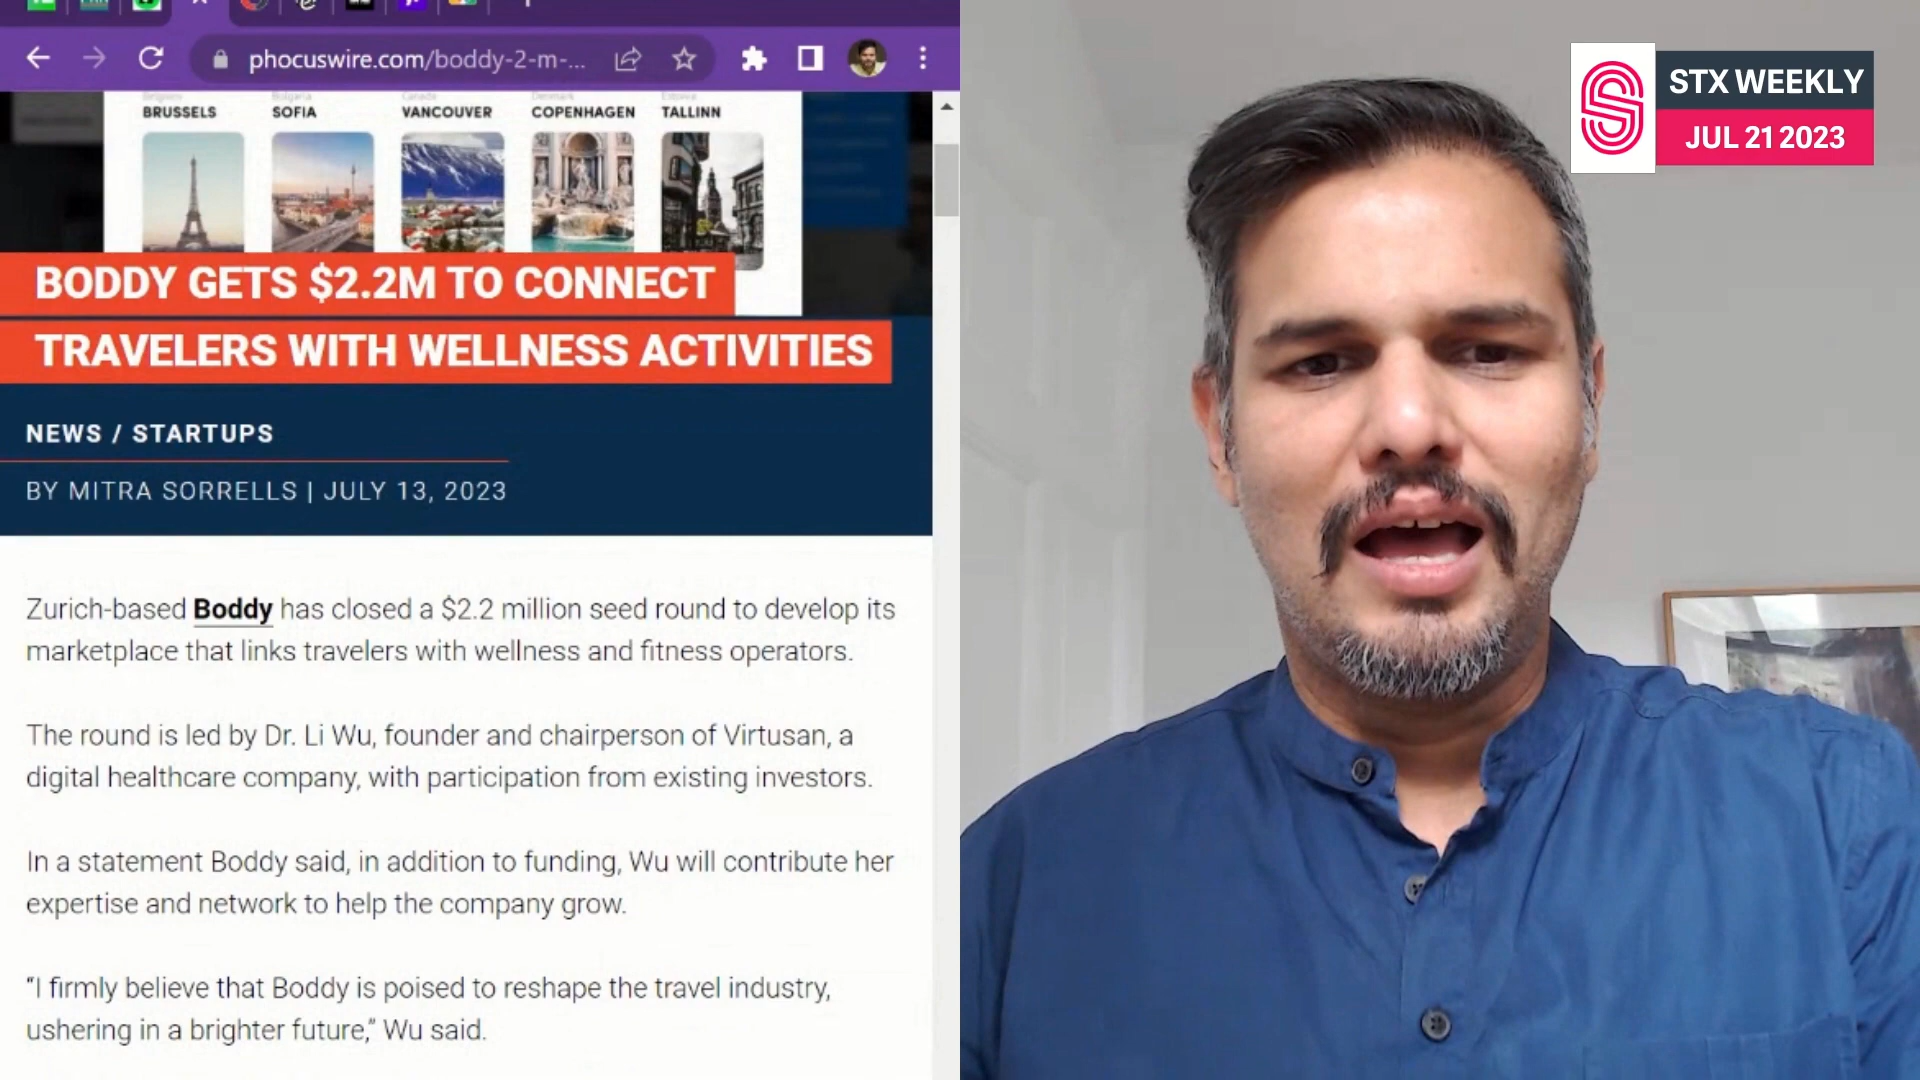 phocuswire.com/boddy-2-m-...
STX WEEKLY
JUL 21 2023
Belgium Bulgaria Canada Denmark Estonia
BRUSSELS SOFIA VANCOUVER COPENHAGEN TALLINN
BODDY GETS $2.2M TO CONNECT
TRAVELERS WITH WELLNESS ACTIVITIES
NEWS / STARTUPS
BY MITRA SORRELLS | JULY 13, 2023
Zurich-based Boddy has closed a $2.2 million seed round to develop its
marketplace that links travelers with wellness and fitness operators.
The round is led by Dr. Li Wu, founder and chairperson of Virtusan, a
digital healthcare company, with participation from existing investors.
In a statement Boddy said, in addition to funding, Wu will contribute her
expertise and network to help the company grow.
“I firmly believe that Boddy is poised to reshape the travel industry,
ushering in a brighter future,” Wu said.